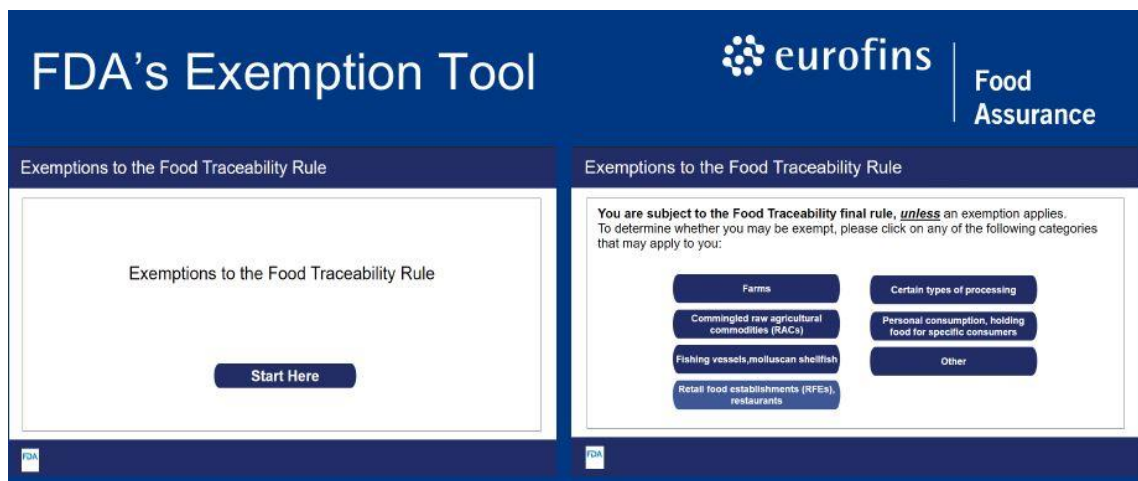 FDA's Exemption Tool
eurofins
Food
Assurance
Exemptions to the Food Traceability Rule
Exemptions to the Food Traceability Rule
Start Here
FDA
Exemptions to the Food Traceability Rule
You are subject to the Food Traceability final rule, unless an exemption applies.
To determine whether you may be exempt, please click on any of the following categories
that may apply to you:
Farms
Commingled raw agricultural
commodities (RACs)
Fishing vessels,molluscan shellfish
Retail food establishments (RFEs),
restaurants
Certain types of processing
Personal consumption, holding
food for specific consumers
Other
FDA